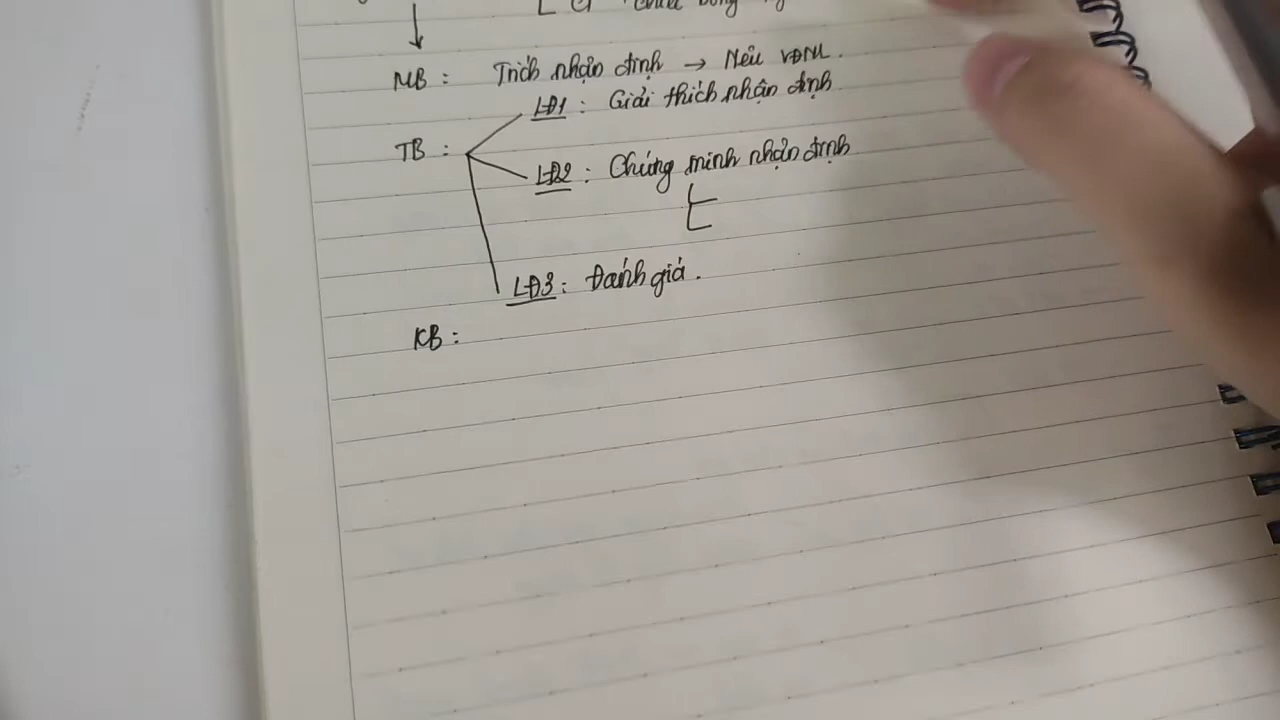 MB : Trích nhận định → Nêu VĐNL.
LĐ1 : Giải thích nhận định
TB :
LĐ2 : Chứng minh nhận định
LĐ3 : Đánh giá.
KB :